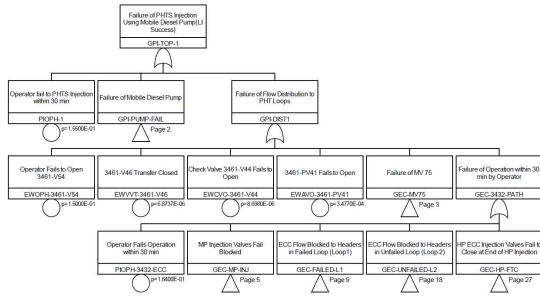 Failure of PHTS Injection
Using Mobile Diesel Pump(LI
Success)
GPI-TOP-1
Operator fail to PHTS Injection
within 30 min
PIOPH-1
p=1.5500E-01
Failure of Mobile Diesel Pump
GPI-PUMP-FAIL
Page 2
Failure of Flow Distribution to
PHT Loops
GPI-DIST1
Operator Fails to Open
3461-V54
EWOPH-3461-V54
p=1.5000E-01
3461-V46 Transfer Closed
EWVVT-3461-V46
p=6.8737E-06
Check Valve 3461-V44 Fails to
Open
EWCVO-3461-V44
p=8.6980E-06
3461-PV41 Fails to Open
EWAVO-3461-PV41
p=3.4770E-04
Failure of MV 75
GEC-MV75
Page 3
Failure of Operation within 30
min by Operator
GEC-3432-PATH
Operator Fails Operation
within 30 min
PIOPH-3432-ECC
p=1.6400E-01
MP Injection Valves Fail
Blocked
GEC-MP-INJ
Page 5
ECC Flow Blocked to Headers
in Failed Loop (Loop1)
GEC-FAILED-L1
Page 9
ECC Flow Blocked to Headers
in Unfailed Loop (Loop 2)
GEC-UNFAILED-L2
Page 18
HP ECC Injection Valves Fail to
Close at End of HP Injection
GEC-HP-FTC
Page 27